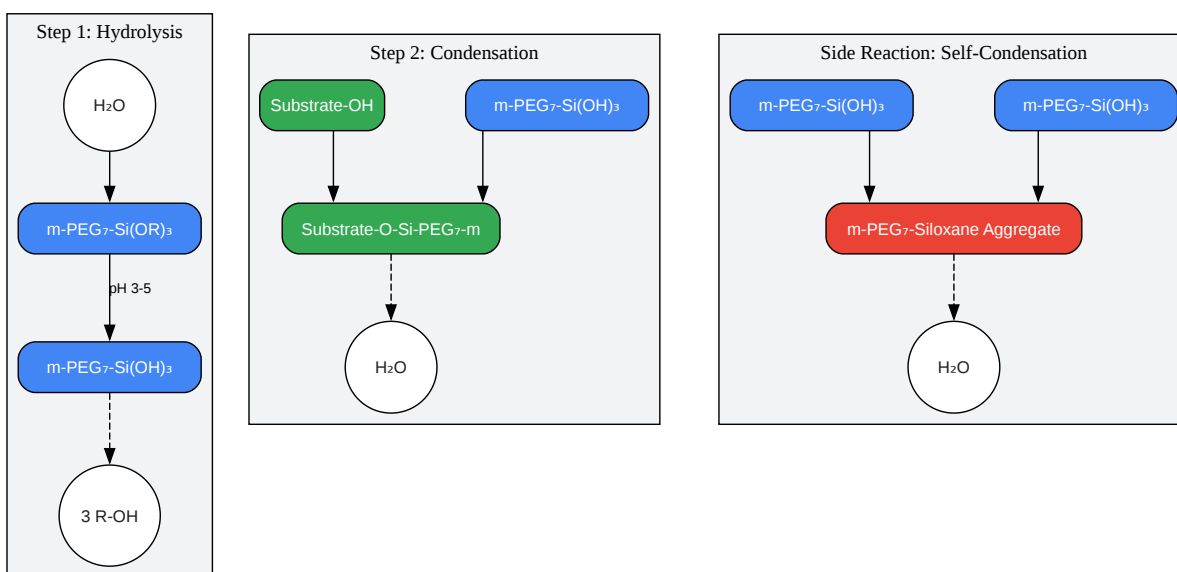 Step 1: Hydrolysis
H₂O
m-PEG₇-Si(OR)₃
pH 3-5
m-PEG₇-Si(OH)₃
3 R-OH
Step 2: Condensation
Substrate-OH
m-PEG₇-Si(OH)₃
Substrate-O-Si-PEG₇-m
H₂O
Side Reaction: Self-Condensation
m-PEG₇-Si(OH)₃
m-PEG₇-Si(OH)₃
m-PEG₇-Siloxane Aggregate
H₂O